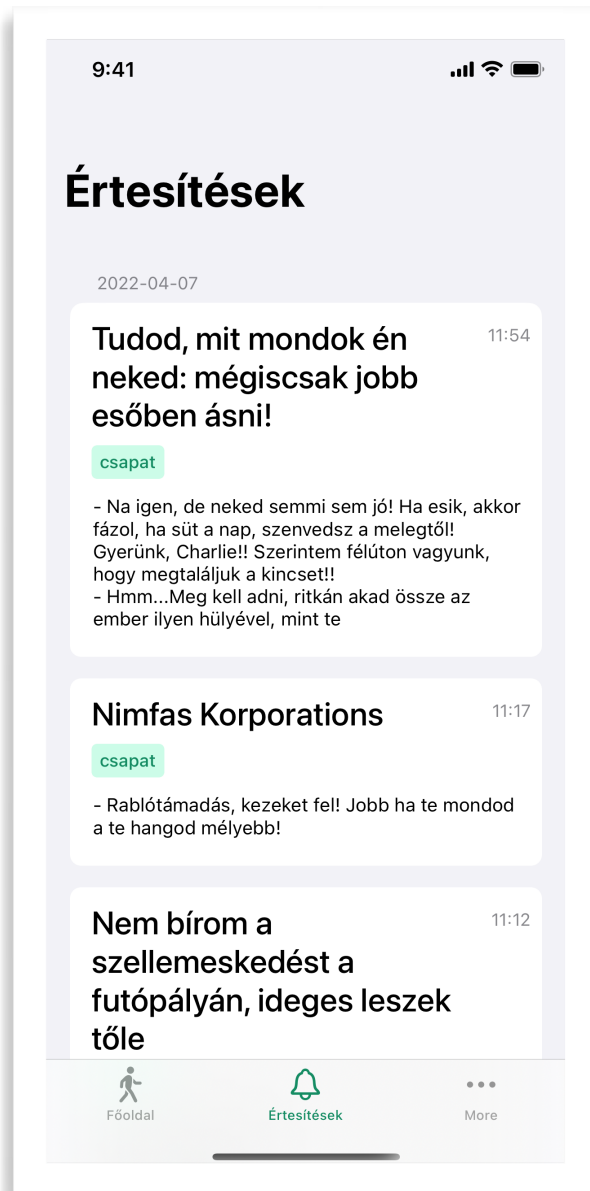 9:41
Értesítések
2022-04-07
Tudod, mit mondok én
11:54
neked: mégiscsak jobb
esőben ásni!
csapat
- Na igen, de neked semmi sem jó! Ha esik, akkor
fázol, ha süt a nap, szenvedsz a melegtől!
Gyerünk, Charlie!! Szerintem félúton vagyunk,
hogy megtaláljuk a kincset!!
- Hmm...Meg kell adni, ritkán akad össze az
ember ilyen hülyével, mint te
Nimfas Korporations
11:17
csapat
- Rablótámadás, kezeket fel! Jobb ha te mondod
a te hangod mélyebb!
Nem bírom a
11:12
szellemeskedést a
futópályán, ideges leszek
tőle
Főoldal
Értesítések
More